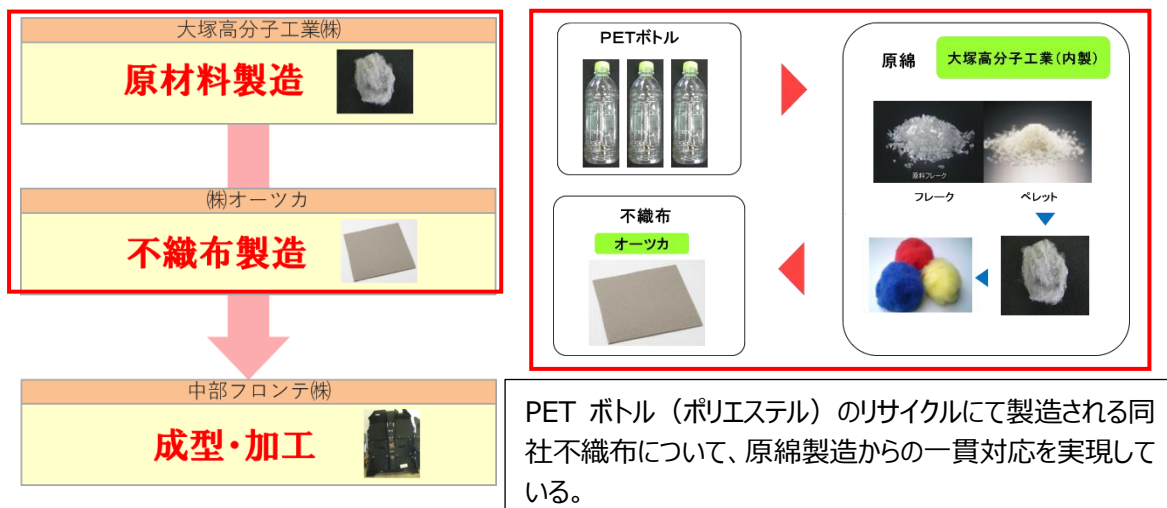 大塚高分子工業㈱
原材料製造
㈱オーツカ
不織布製造
中部フロンテ㈱
成型・加工
PETボトル
原綿
大塚高分子工業(内製)
原料フレーク
フレーク
ペレット
不織布
オーツカ
PET ボトル（ポリエステル）のリサイクルにて製造される同
社不織布について、原綿製造からの一貫対応を実現して
いる。